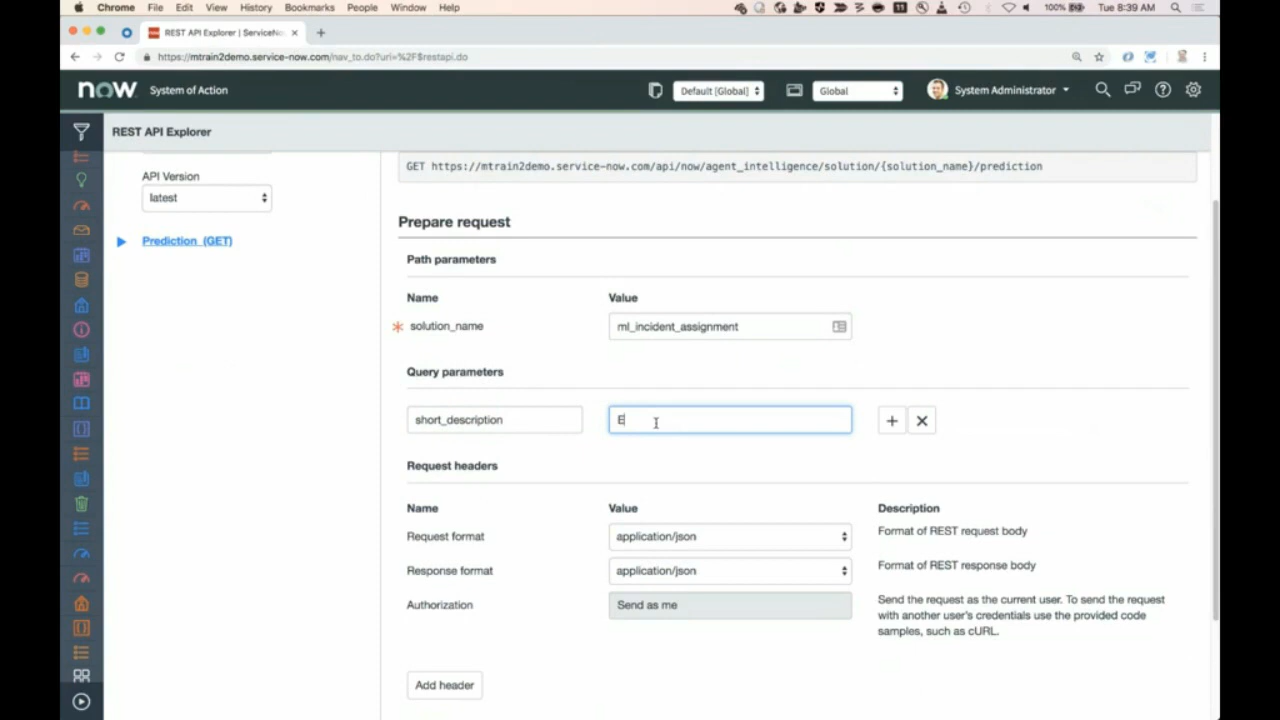 Chrome File Edit View History Bookmarks People Window Help 100% Tue 8:39 AM
REST API Explorer | ServiceNo
https://mtrain2demo.service-now.com/nav_to.do?uri=%2F$restapi.do
now System of Action Default [Global] Global System Administrator
REST API Explorer
GET https://mtrain2demo.service-now.com/api/now/agent_intelligence/solution/{solution_name}/prediction
API Version
latest
Prediction (GET)
Prepare request
Path parameters
Name Value
solution_name ml_incident_assignment
Query parameters
short_description E
Request headers
Name Value Description
Request format application/json Format of REST request body
Response format application/json Format of REST response body
Authorization Send as me Send the request as the current user. To send the request
with another user's credentials use the provided code
samples, such as cURL.
Add header